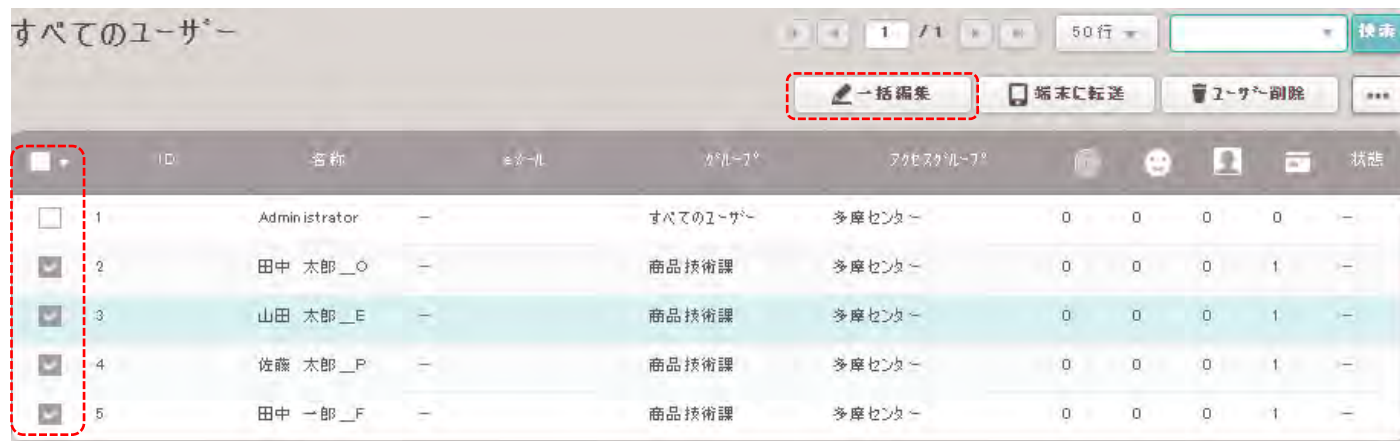 すべてのユーザー 1 / 1 50行 検索
一括編集 端末に転送 ユーザー削除 •••
ID 名称 Eメール グループ アクセスグループ 状態
1 Administrator − すべてのユーザー 多摩センター 0 0 0 0 −
2 田中 太郎__O − 商品技術課 多摩センター 0 0 0 1 −
3 山田 太郎__E − 商品技術課 多摩センター 0 0 0 1 −
4 佐藤 太郎__P − 商品技術課 多摩センター 0 0 0 1 −
5 田中 一郎__F − 商品技術課 多摩センター 0 0 0 1 −